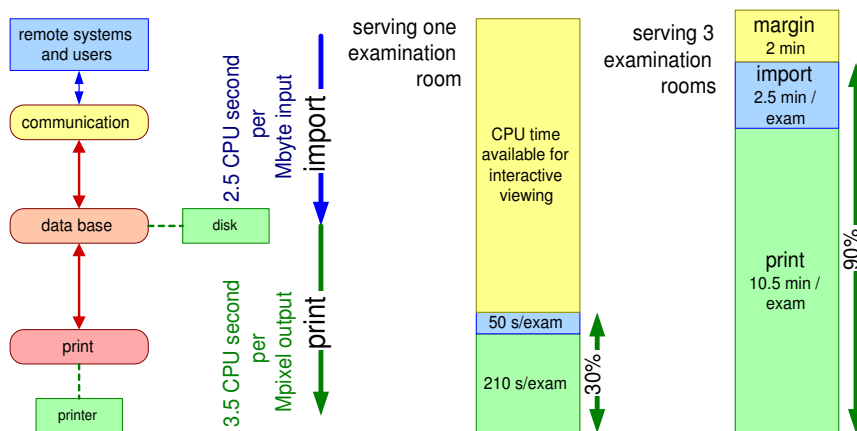 remote systems
and users
communication
data base
disk
print
printer
2.5 CPU second
per
Mbyte input
import
3.5 CPU second
per
Mpixel output
print
serving one
examination
room
CPU time
available for
interactive
viewing
50 s/exam
210 s/exam
30%
serving 3
examination
rooms
margin
2 min
import
2.5 min /
exam
print
10.5 min /
exam
90%